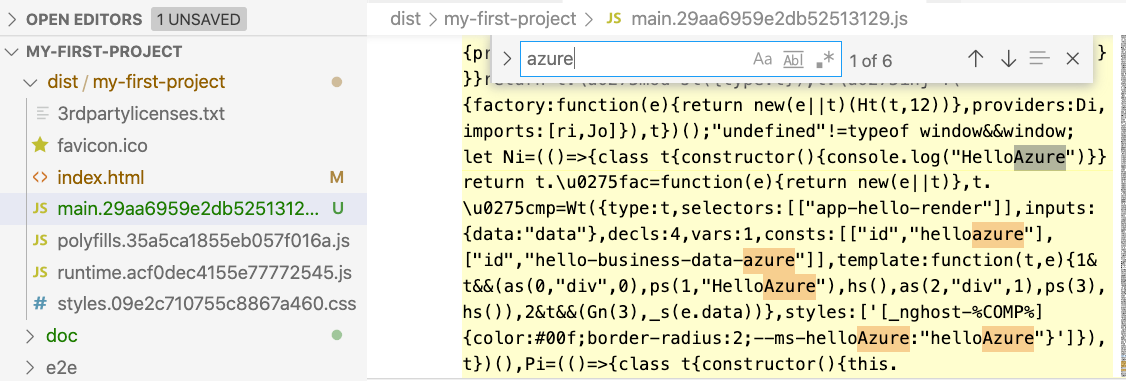 OPEN EDITORS 1 UNSAVED
MY-FIRST-PROJECT
dist / my-first-project
3rdpartylicenses.txt
favicon.ico
index.html M
main.29aa6959e2db5251312... U
polyfills.35a5ca1855eb057f016a.js
runtime.acf0dec4155e77772545.js
styles.09e2c710755c8867a460.css
doc
e2e
dist > my-first-project > JS main.29aa6959e2db52513129.js
azure Aa Abl .* 1 of 6
{factory:function(e){return new(e||t)(Ht(t,12))},providers:Di,
imports:[ri,Jo]}),t})();"undefined"!=typeof window&&window;
let Ni=(()=>{class t{constructor(){console.log("HelloAzure")}}
return t.\u0275fac=function(e){return new(e||t)},t.
\u0275cmp=Wt({type:t,selectors:[["app-hello-render"]],inputs:
{data:"data"},decls:4,vars:1,consts:[["id","helloazure"],
["id","hello-business-data-azure"]],template:function(t,e){1&
t&&(as(0,"div",0),ps(1,"HelloAzure"),hs(),as(2,"div",1),ps(3),
hs()),2&t&&(Gn(3),_s(e.data))},styles:['[_nghost-%COMP%]
{color:#00f;border-radius:2;--ms-helloAzure:"helloAzure"}']}),
t})(),Pi=(()=>{class t{constructor(){this.